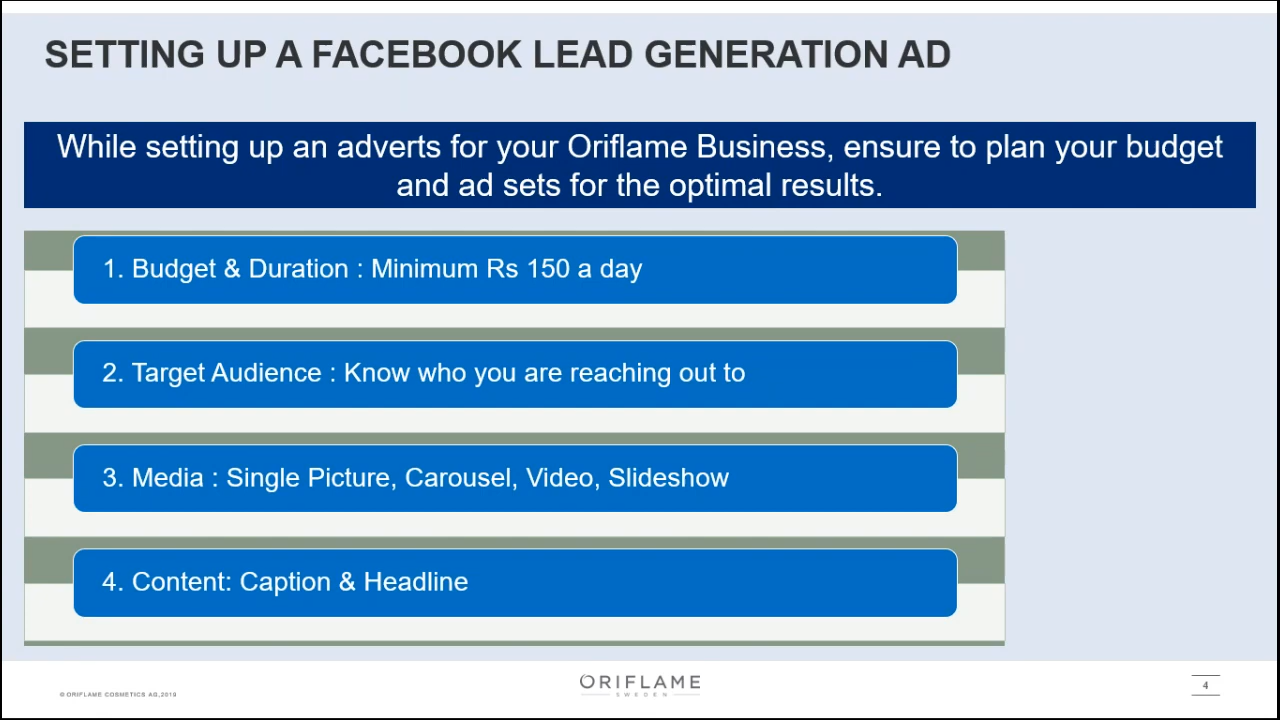 SETTING UP A FACEBOOK LEAD GENERATION AD
While setting up an adverts for your Oriflame Business, ensure to plan your budget
and ad sets for the optimal results.
1. Budget & Duration : Minimum Rs 150 a day
2. Target Audience : Know who you are reaching out to
3. Media : Single Picture, Carousel, Video, Slideshow
4. Content: Caption & Headline
© ORIFLAME COSMETICS AG,2019
ORIFLAME
SWEDEN
4